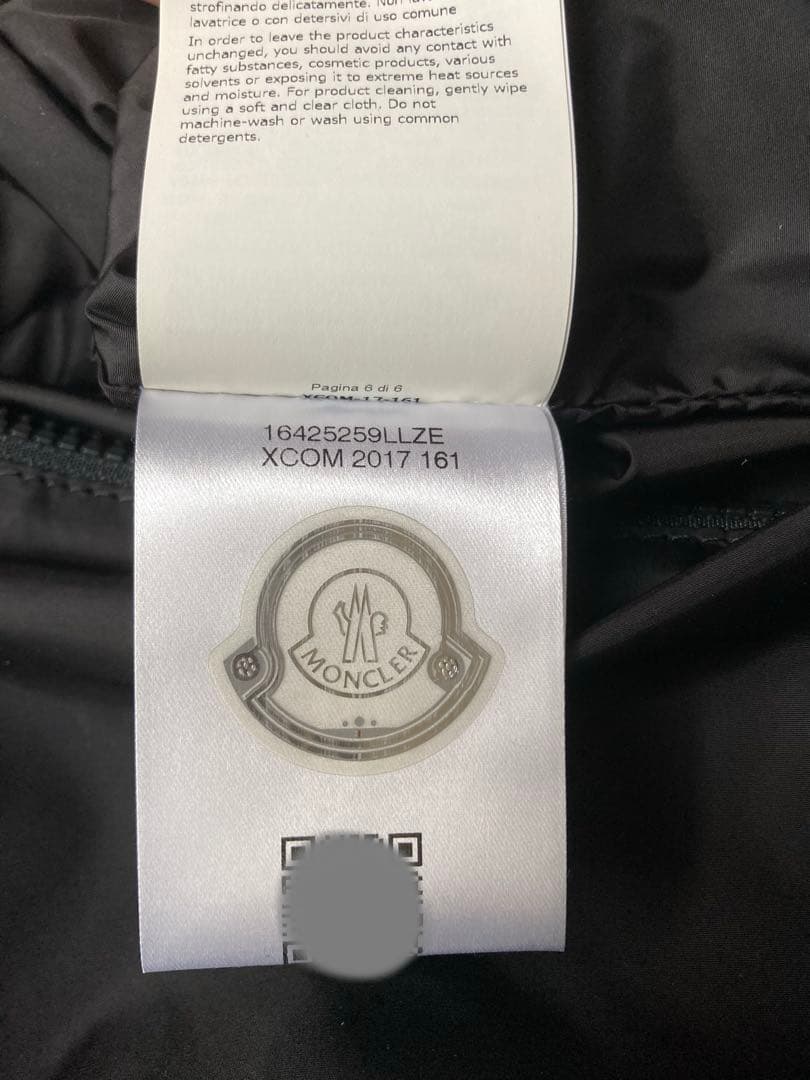 strofinando delicatamente. Non
lavatrice o con detersivi di uso comune
In order to leave the product characteristics
unchanged, you should avoid any contact with
fatty substances, cosmetic products, various
solvents or exposing it to extreme heat sources
and moisture. For product cleaning, gently wipe
using a soft and clear cloth. Do not
machine-wash or wash using common
detergents.
Pagina 6 di 6
XCOM-17-161
16425259LLZE
XCOM 2017 161
MONCLER